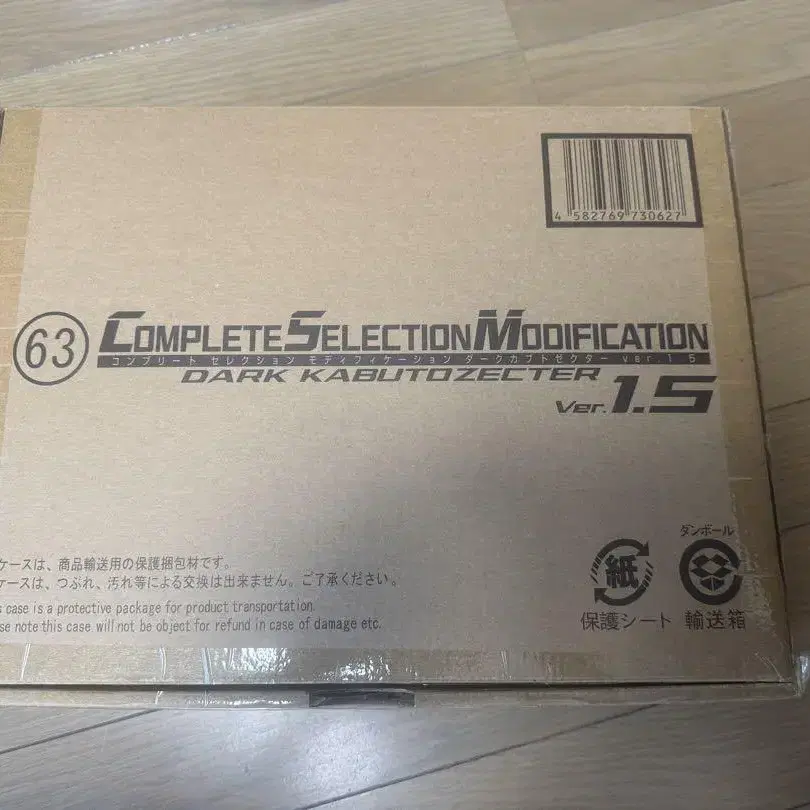 4 582769 730627
63 COMPLETE SELECTION MODIFICATION
コンプリート セレクション モディフィケーション ダークカブトゼクター ver.1.5
DARK KABUTOZECTER
Ver. 1.5
ケースは、商品輸送用の保護梱包材です。
ケースは、つぶれ、汚れ等による交換は出来ません。ご了承ください。
s case is a protective package for product transportation.
se note this case will not be object for refund in case of damage etc.
紙
保護シート
ダンボール
輸送箱